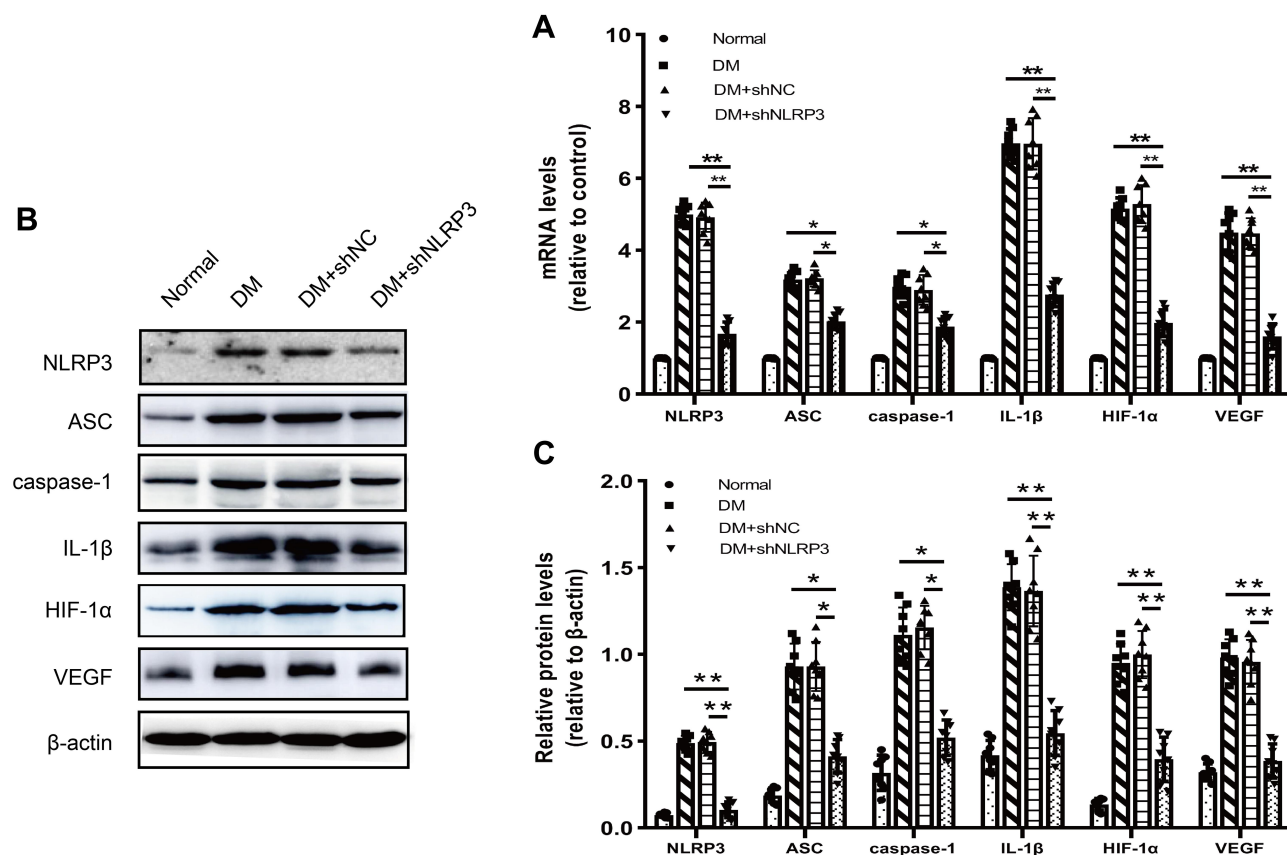 A
mRNA levels
(relative to control)
10
8
6
4
2
0
Normal
DM
DM+shNC
DM+shNLRP3
**
**
*
*
*
*
**
**
**
**
**
**
NLRP3 ASC caspase-1 IL-1β HIF-1α VEGF
B
Normal DM DM+shNC DM+shNLRP3
NLRP3
ASC
caspase-1
IL-1β
HIF-1α
VEGF
β-actin
C
Relative protein levels
(relative to β-actin)
2.0
1.5
1.0
0.5
0.0
Normal
DM
DM+shNC
DM+shNLRP3
**
**
*
*
*
*
**
**
**
**
**
**
NLRP3 ASC caspase-1 IL-1β HIF-1α VEGF